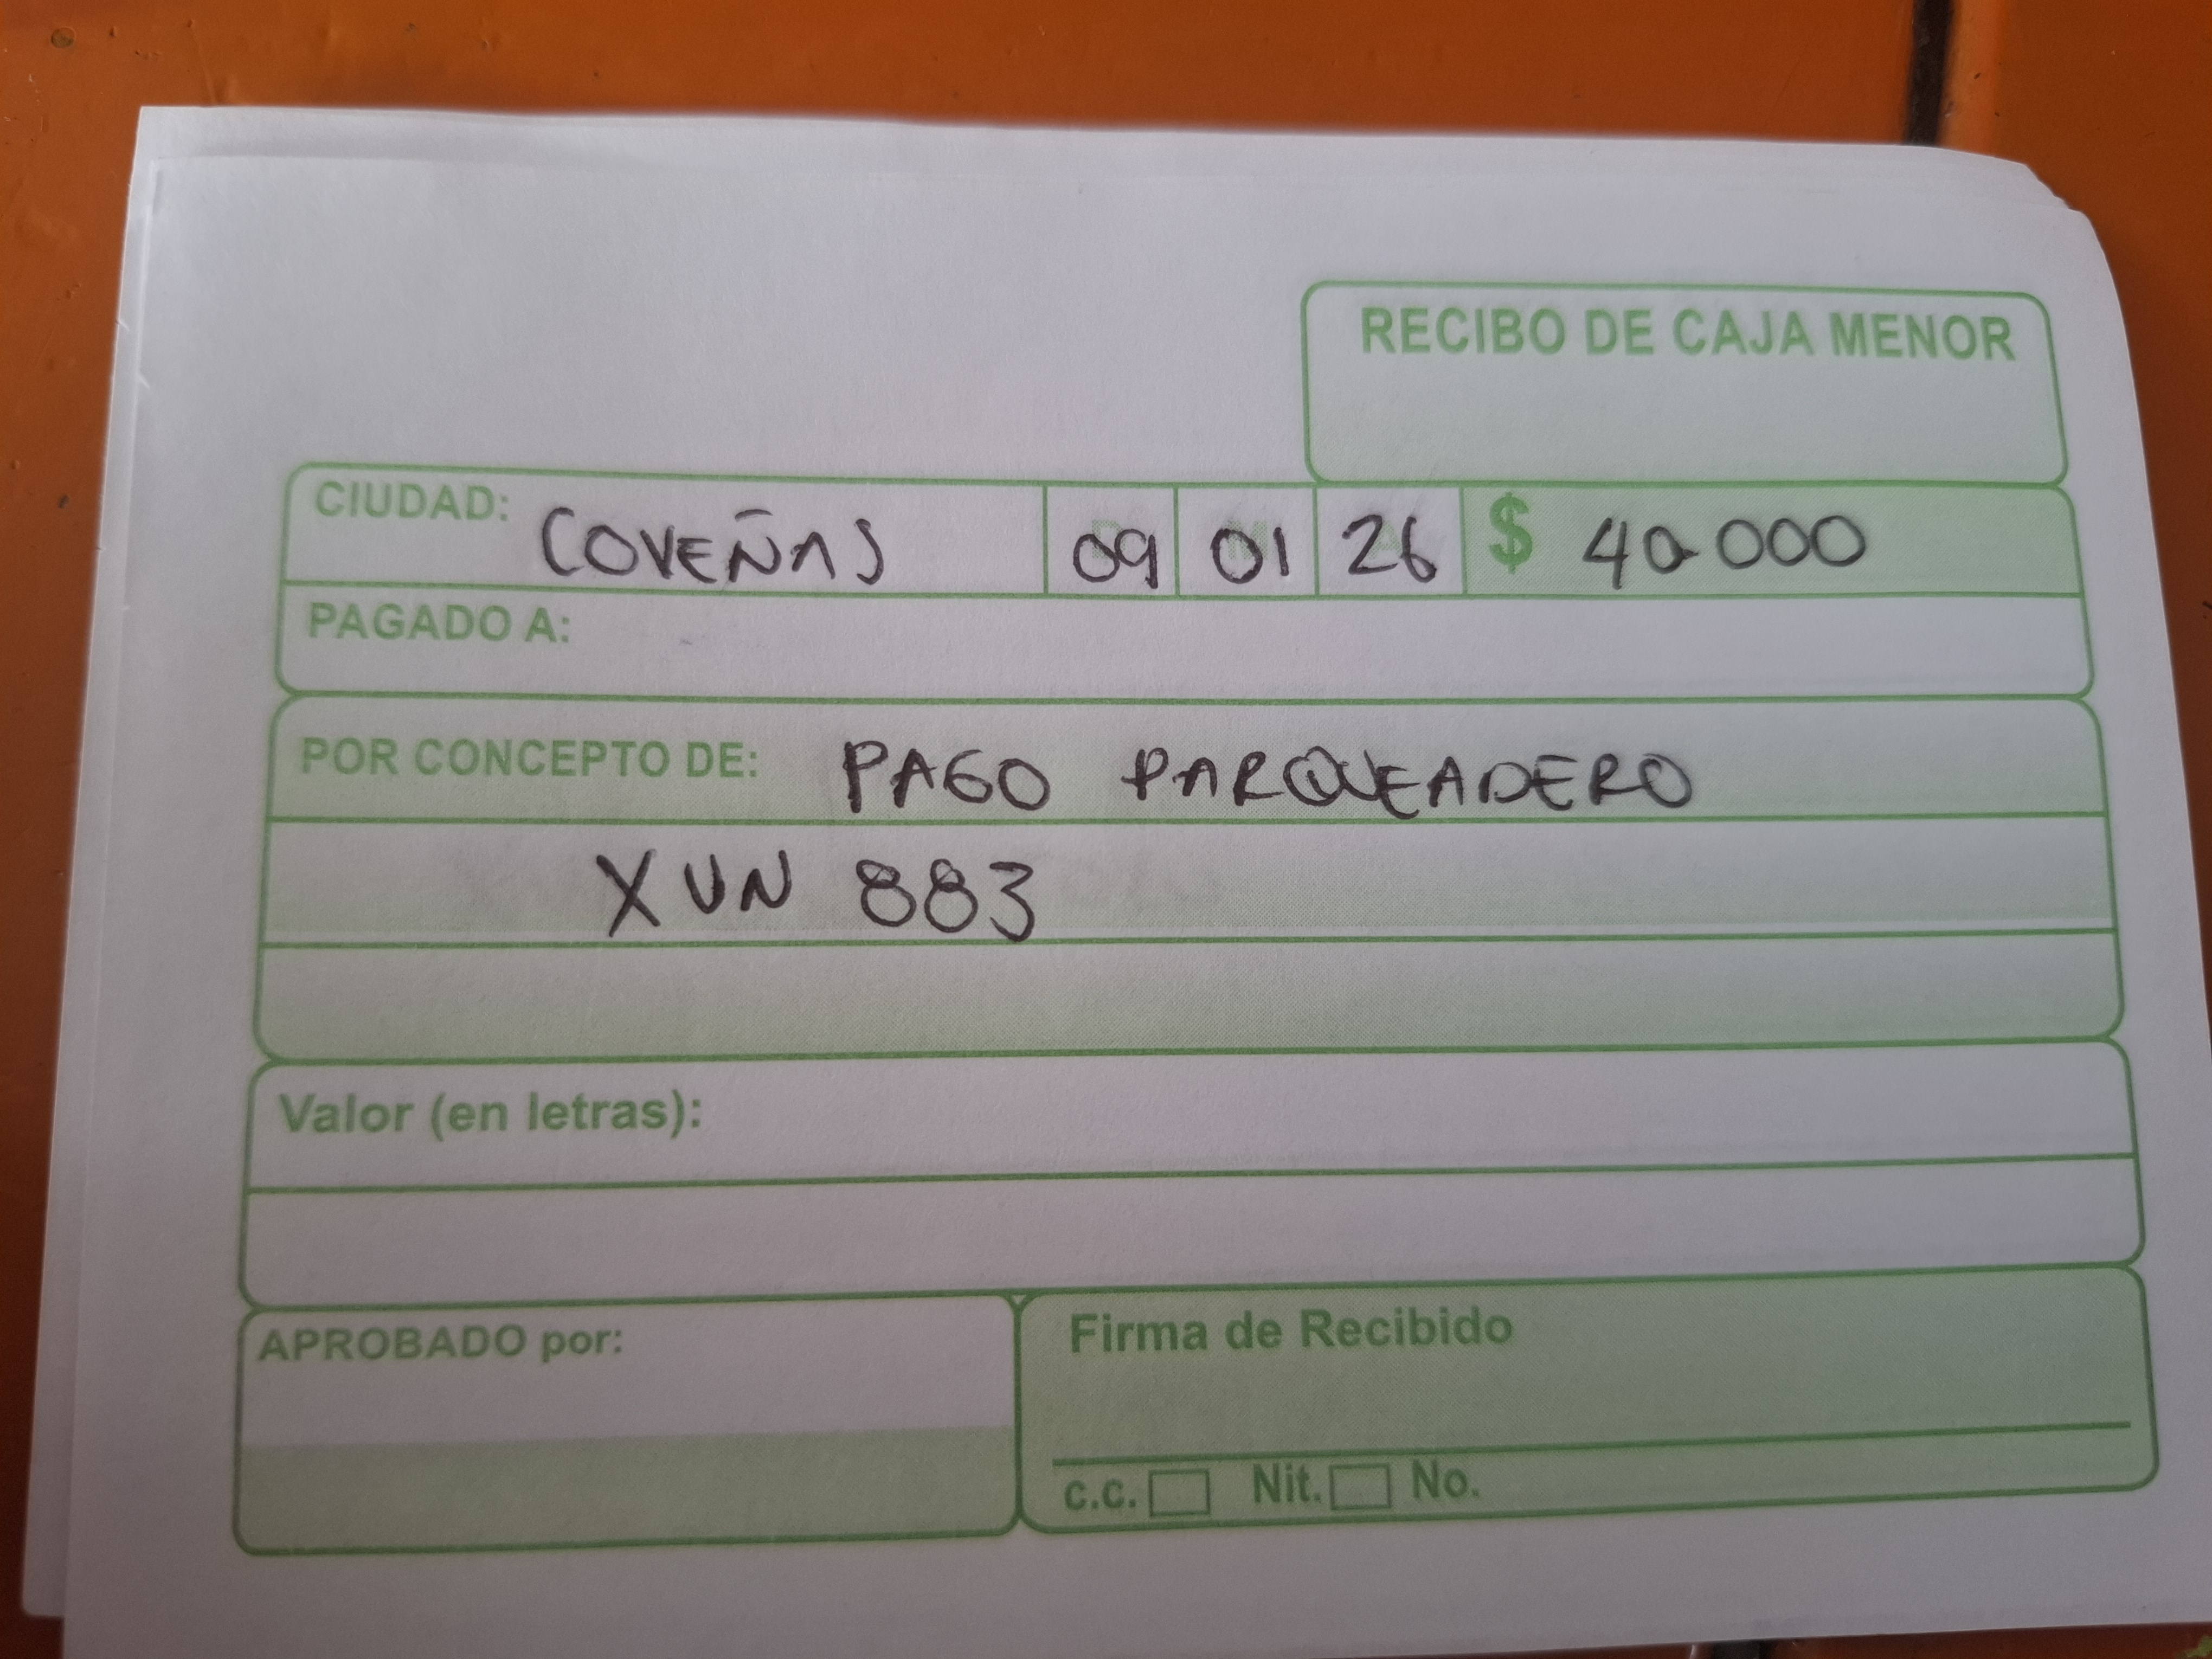 RECIBO DE CAJA MENOR
CIUDAD: COVEÑAS 09 01 26 $ 40.000
PAGADO A:
POR CONCEPTO DE: PAGO PARQUEADERO
XUN 883
Valor (en letras):
APROBADO por:
Firma de Recibido
c.c. Nit. No.